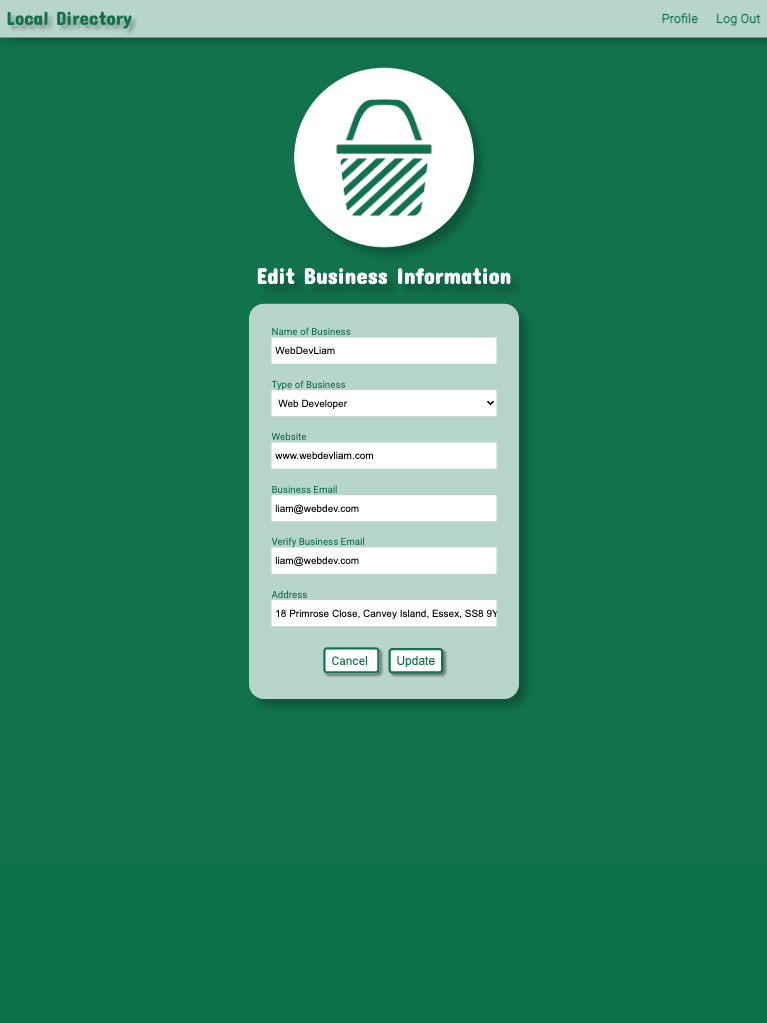 Local Directory
Profile
Log Out
Edit Business Information
Name of Business
WebDevLiam
Type of Business
Web Developer
Website
www.webdevliam.com
Business Email
liam@webdev.com
Verify Business Email
liam@webdev.com
Address
18 Primrose Close, Canvey Island, Essex, SS8 9Y
Cancel
Update